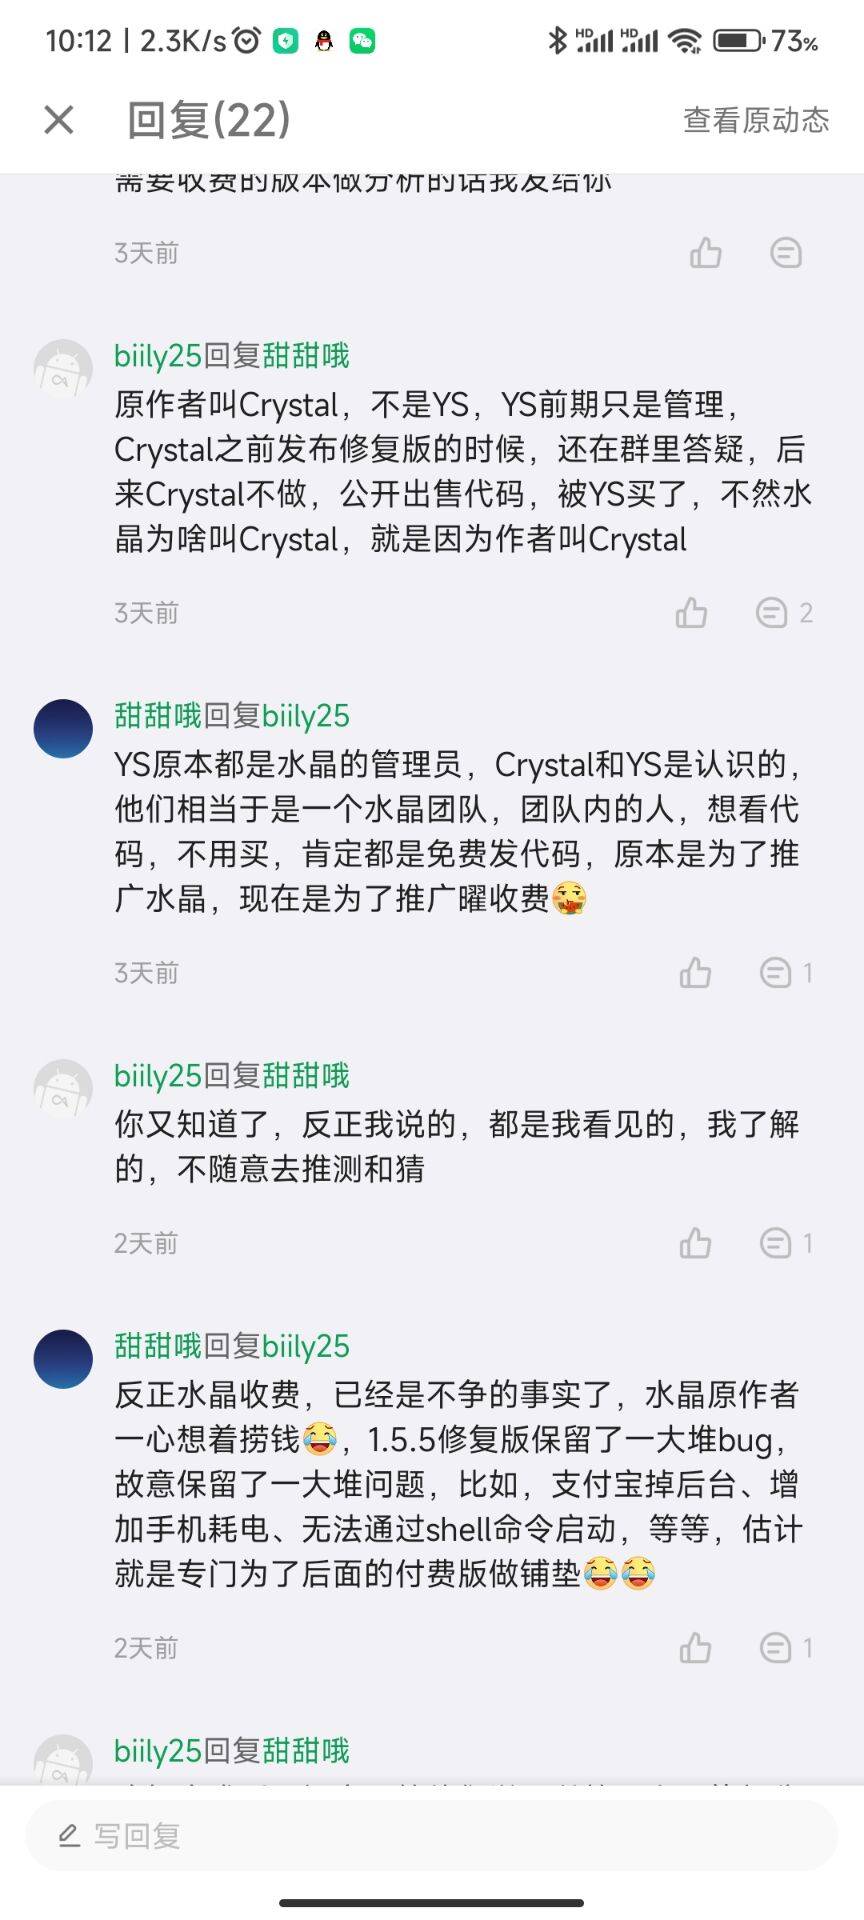 10:12 | 2.3K/s
HD HD 73%
回复(22)
查看原动态
需要收费的版本做分析的话我发给你
3天前
biily25回复甜甜哦
原作者叫Crystal，不是YS，YS前期只是管理，
Crystal之前发布修复版的时候，还在群里答疑，后
来Crystal不做，公开出售代码，被YS买了，不然水
晶为啥叫Crystal，就是因为作者叫Crystal
3天前
2
甜甜哦回复biily25
YS原本都是水晶的管理员，Crystal和YS是认识的，
他们相当于是一个水晶团队，团队内的人，想看代
码，不用买，肯定都是免费发代码，原本是为了推
广水晶，现在是为了推广曜收费
3天前
1
biily25回复甜甜哦
你又知道了，反正我说的，都是我看见的，我了解
的，不随意去推测和猜
2天前
1
甜甜哦回复biily25
反正水晶收费，已经是不争的事实了，水晶原作者
一心想着捞钱😂，1.5.5修复版保留了一大堆bug，
故意保留了一大堆问题，比如，支付宝掉后台、增
加手机耗电、无法通过shell命令启动，等等，估计
就是专门为了后面的付费版做铺垫😂😂
2天前
1
biily25回复甜甜哦
写回复